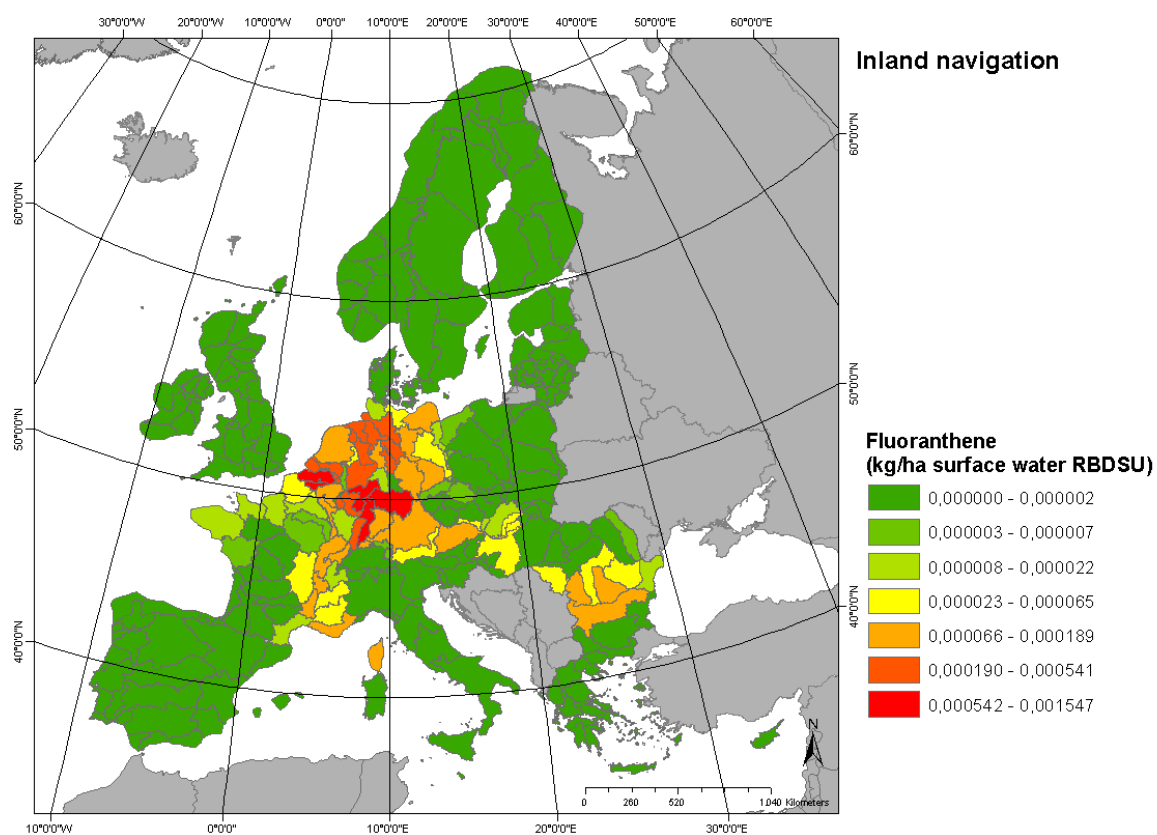 30°0'0"W 20°0'0"W 10°0'0"W 0°0'0" 10°0'0"E 20°0'0"E 30°0'0"E 40°0'0"E 50°0'0"E 60°0'0"E
Inland navigation
60°0'0"N
60°0'0"N
50°0'0"N
50°0'0"N
40°0'0"N
40°0'0"N
Fluoranthene
(kg/ha surface water RBDSU)
0,000000 - 0,000002
0,000003 - 0,000007
0,000008 - 0,000022
0,000023 - 0,000065
0,000066 - 0,000189
0,000190 - 0,000541
0,000542 - 0,001547
N
0 260 520 1.040 Kilometers
10°0'0"W 0°0'0" 10°0'0"E 20°0'0"E 30°0'0"E